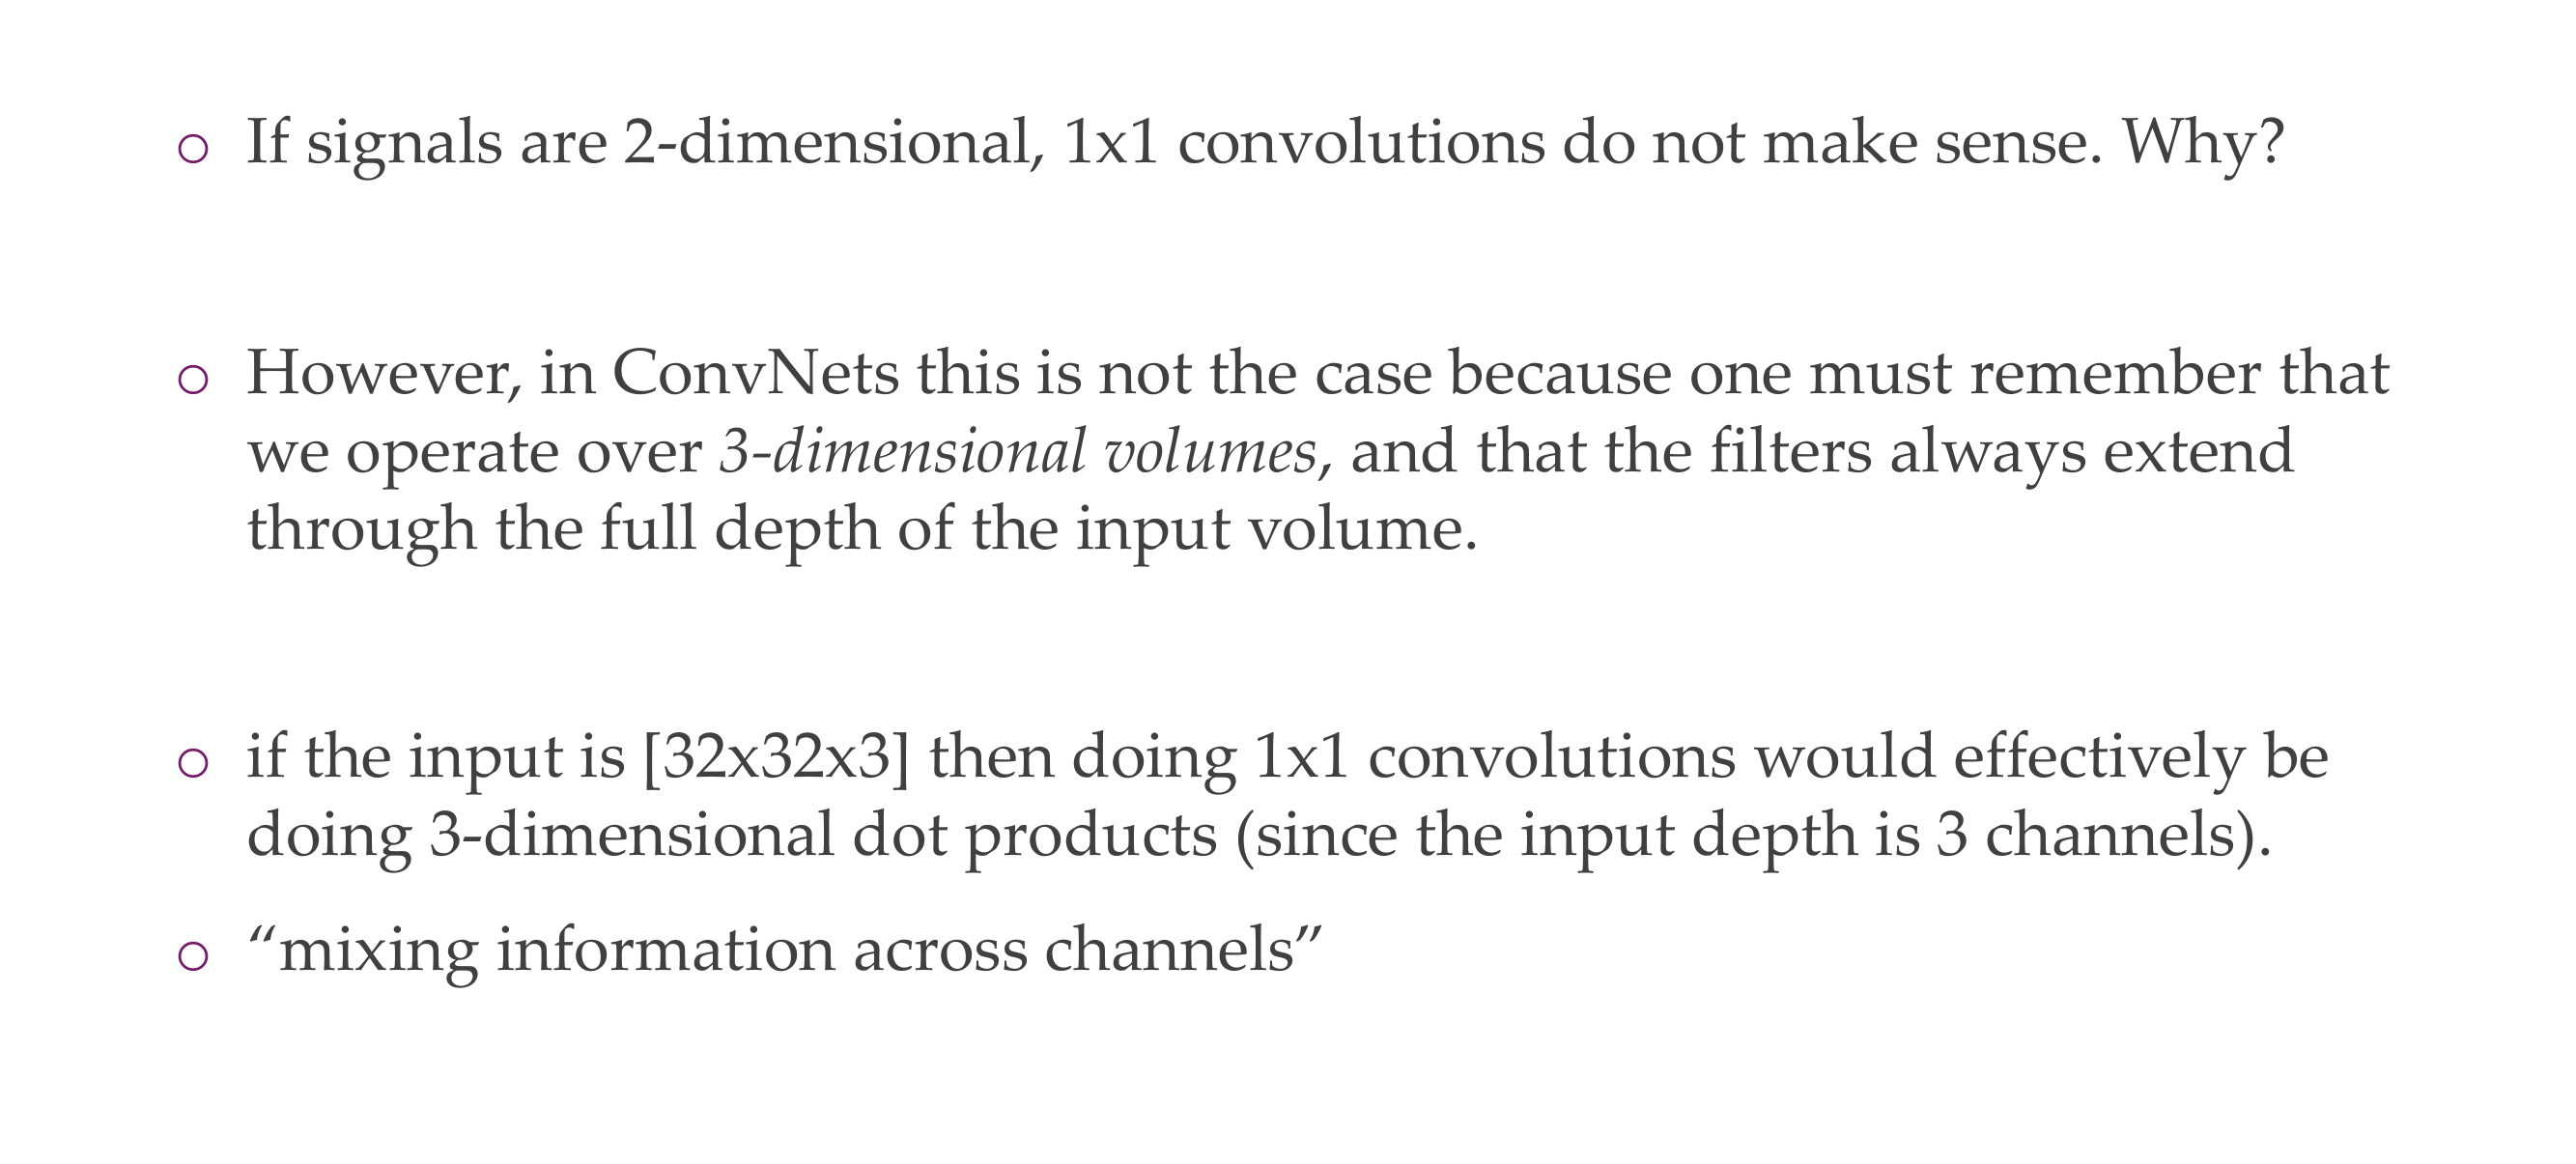 If signals are 2-dimensional, 1x1 convolutions do not make sense. Why?
However, in ConvNets this is not the case because one must remember that
we operate over 3-dimensional volumes, and that the filters always extend
through the full depth of the input volume.
if the input is [32x32x3] then doing 1x1 convolutions would effectively be
doing 3-dimensional dot products (since the input depth is 3 channels).
“mixing information across channels”